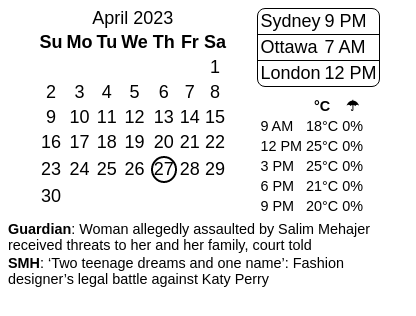 April 2023
Su Mo Tu We Th Fr Sa
1
2 3 4 5 6 7 8
9 10 11 12 13 14 15
16 17 18 19 20 21 22
23 24 25 26 27 28 29
30
Sydney 9 PM
Ottawa 7 AM
London 12 PM
°C ☂
9 AM 18°C 0%
12 PM 25°C 0%
3 PM 25°C 0%
6 PM 21°C 0%
9 PM 20°C 0%
Guardian: Woman allegedly assaulted by Salim Mehajer
received threats to her and her family, court told
SMH: ‘Two teenage dreams and one name’: Fashion
designer’s legal battle against Katy Perry